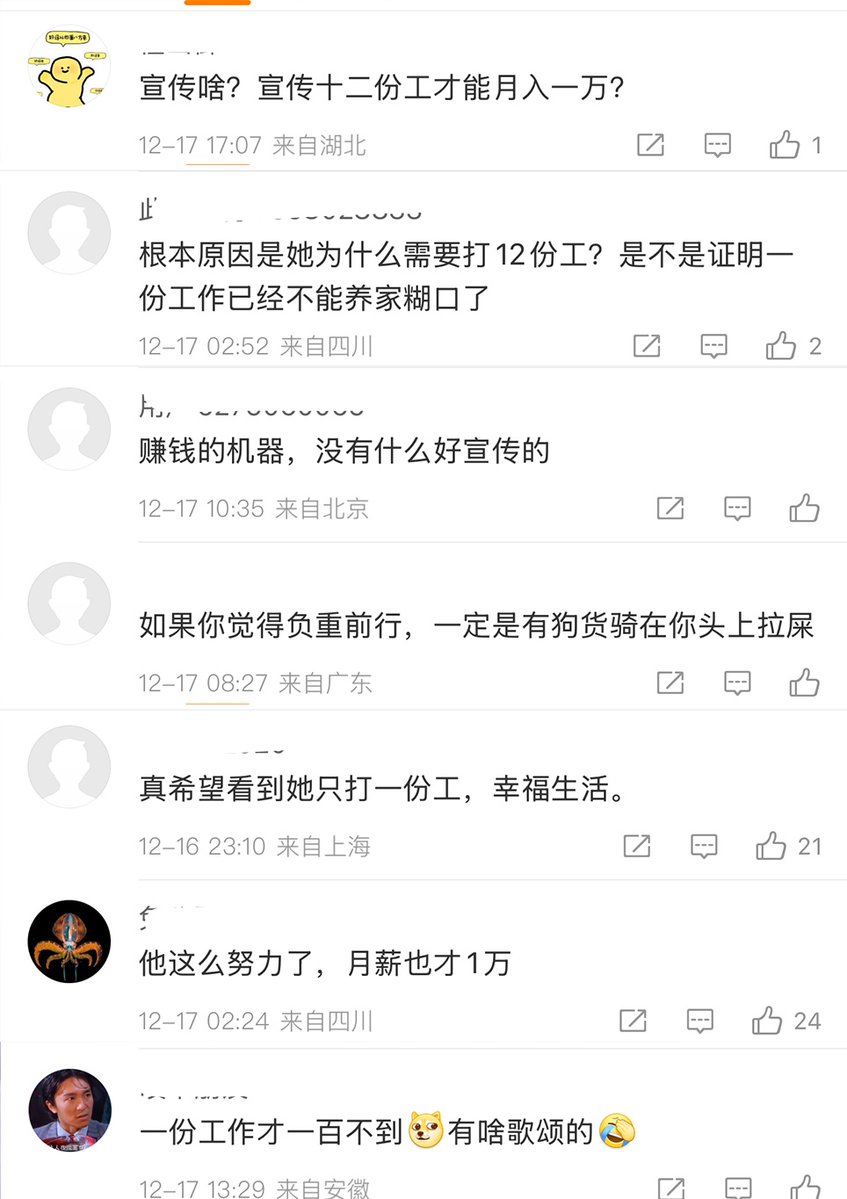 宣传啥？宣传十二份工才能月入一万？
12-17 17:07 来自湖北
1
根本原因是她为什么需要打12份工？是不是证明一
份工作已经不能养家糊口了
12-17 02:52 来自四川
2
赚钱的机器，没有什么好宣传的
12-17 10:35 来自北京
如果你觉得负重前行，一定是有狗货骑在你头上拉屎
12-17 08:27 来自广东
真希望看到她只打一份工，幸福生活。
12-16 23:10 来自上海
21
他这么努力了，月薪也才1万
12-17 02:24 来自四川
24
一份工作才一百不到有啥歌颂的
12-17 13:29 来自安徽